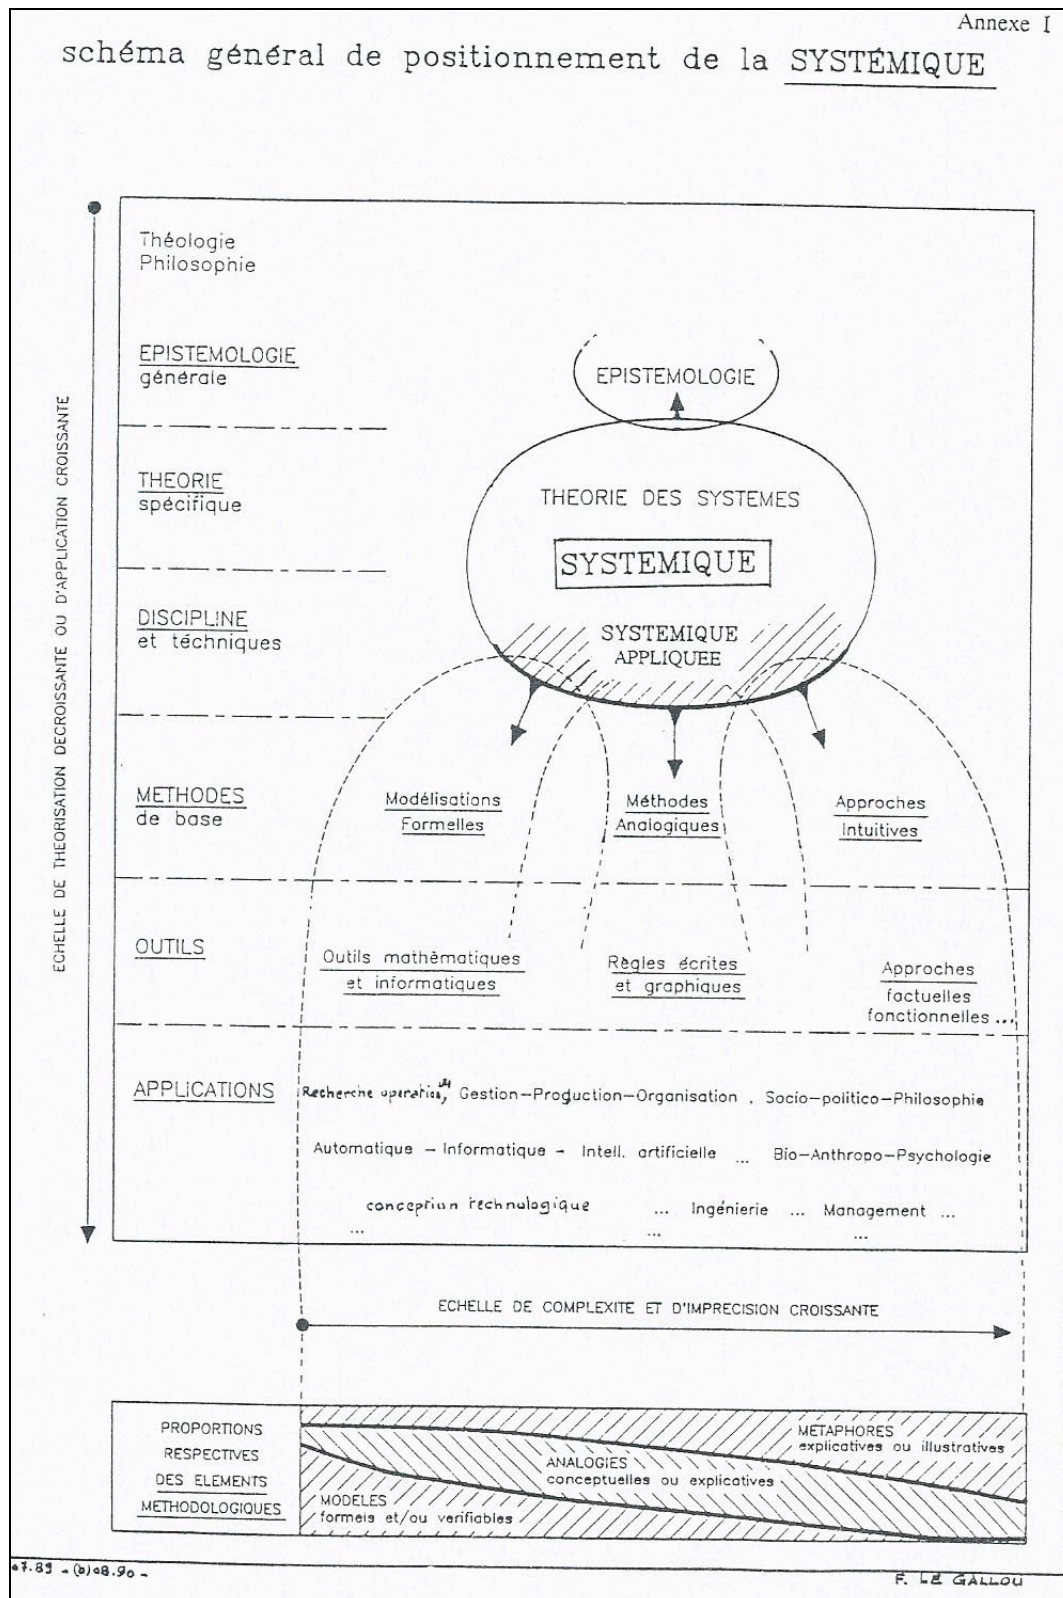 Annexe I
schéma général de positionnement de la SYSTÉMIQUE
ECHELLE DE THEORISATION DECROISSANTE OU D'APPLICATION CROISSANTE
Théologie
Philosophie
EPISTEMOLOGIE
générale
EPISTEMOLOGIE
THEORIE
spécifique
THEORIE DES SYSTEMES
SYSTEMIQUE
DISCIPLINE
et téchniques
SYSTEMIQUE
APPLIQUEE
METHODES
de base
Modélisations
Formelles
Méthodes
Analogiques
Approches
Intuitives
OUTILS
Outils mathèmatiques
et informatiques
Règles écrites
et graphiques
Approches
factuelles
fonctionnelles ...
APPLICATIONS
Recherche Gestion-Production-Organisation , Socio-politico-Philosophie
Automatique - Informatique - Intell. artificielle ... Bio-Anthropo-Psychologie
conception technologique ... Ingénierie ... Management ...
... ... ...
ECHELLE DE COMPLEXITE ET D'IMPRECISION CROISSANTE
PROPORTIONS
RESPECTIVES
DES ELEMENTS
METHODOLOGIQUES
METAPHORES
explicatives ou illustratives
ANALOGIES
conceptuelles ou explicatives
MODELES
formels et/ou verifiables
07.89 - (b)08.90 -
F. LE GALLOU